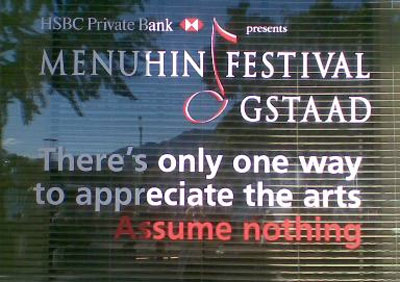 HSBC Private Bank presents
MENUHIN FESTIVAL
GSTAAD
There's only one way
to appreciate the arts
Assume nothing